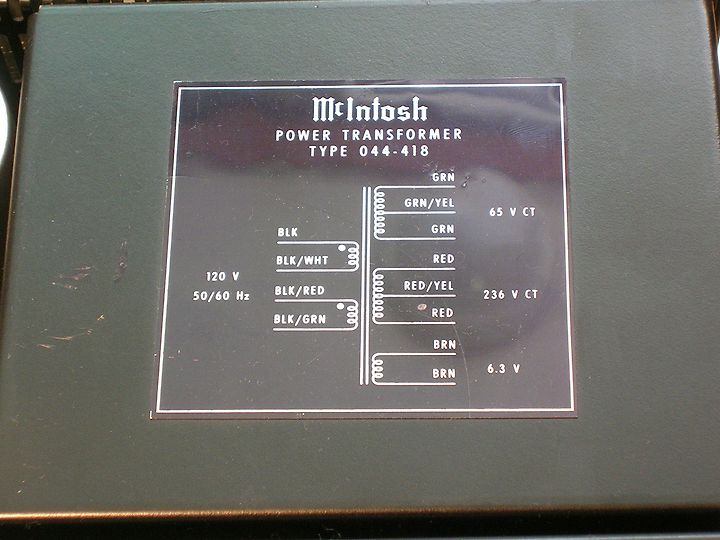 McIntosh
POWER TRANSFORMER
TYPE 044-418
GRN
GRN/YEL
65 V CT
GRN
BLK
BLK/WHT
RED
120 V
50/60 Hz
BLK/RED
RED/YEL
236 V CT
BLK/GRN
RED
BRN
BRN
6.3 V